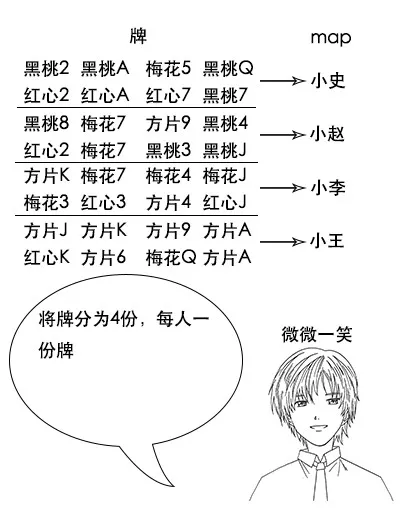 牌 map
黑桃2 黑桃A 梅花5 黑桃Q
小史
红心2 红心A 红心7 黑桃7
黑桃8 梅花7 方片9 黑桃4
小赵
红心2 梅花7 黑桃3 黑桃J
方片K 梅花7 梅花4 梅花J
小李
梅花3 红心3 方片4 红心J
方片J 方片K 方片9 方片A
小王
红心K 方片6 梅花Q 方片A
将牌分为4份，每人一
份牌
微微一笑